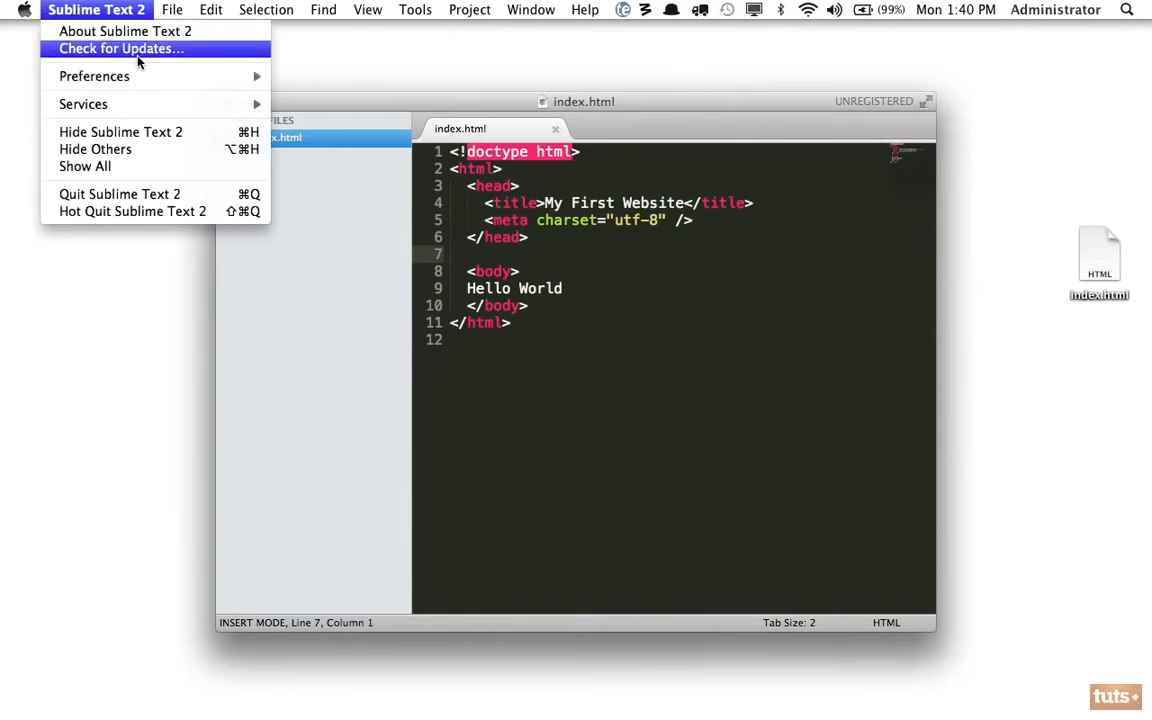 Sublime Text 2 File Edit Selection Find View Tools Project Window Help (99%) Mon 1:40 PM Administrator
About Sublime Text 2
Check for Updates...
Preferences
Services
Hide Sublime Text 2 ⌘H
Hide Others ⌥⌘H
Show All
Quit Sublime Text 2 ⌘Q
Hot Quit Sublime Text 2 ⇧⌘Q
index.html UNREGISTERED
FILES
x.html
index.html
1 <!doctype html>
2 <html>
3 <head>
4 <title>My First Website</title>
5 <meta charset="utf-8" />
6 </head>
7
8 <body>
9 Hello World
10 </body>
11 </html>
12
HTML
index.html
INSERT MODE, Line 7, Column 1 Tab Size: 2 HTML
tuts+